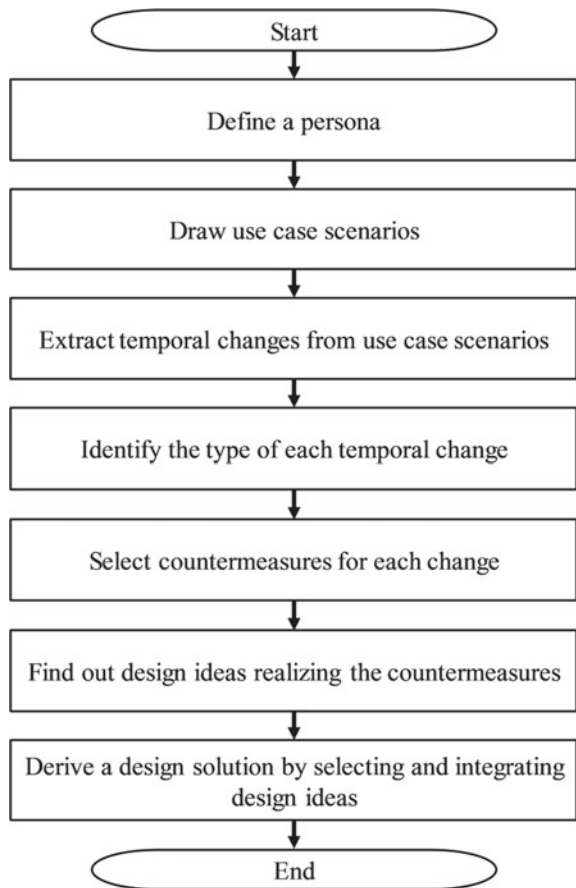 Start
Define a persona
Draw use case scenarios
Extract temporal changes from use case scenarios
Identify the type of each temporal change
Select countermeasures for each change
Find out design ideas realizing the countermeasures
Derive a design solution by selecting and integrating
design ideas
End